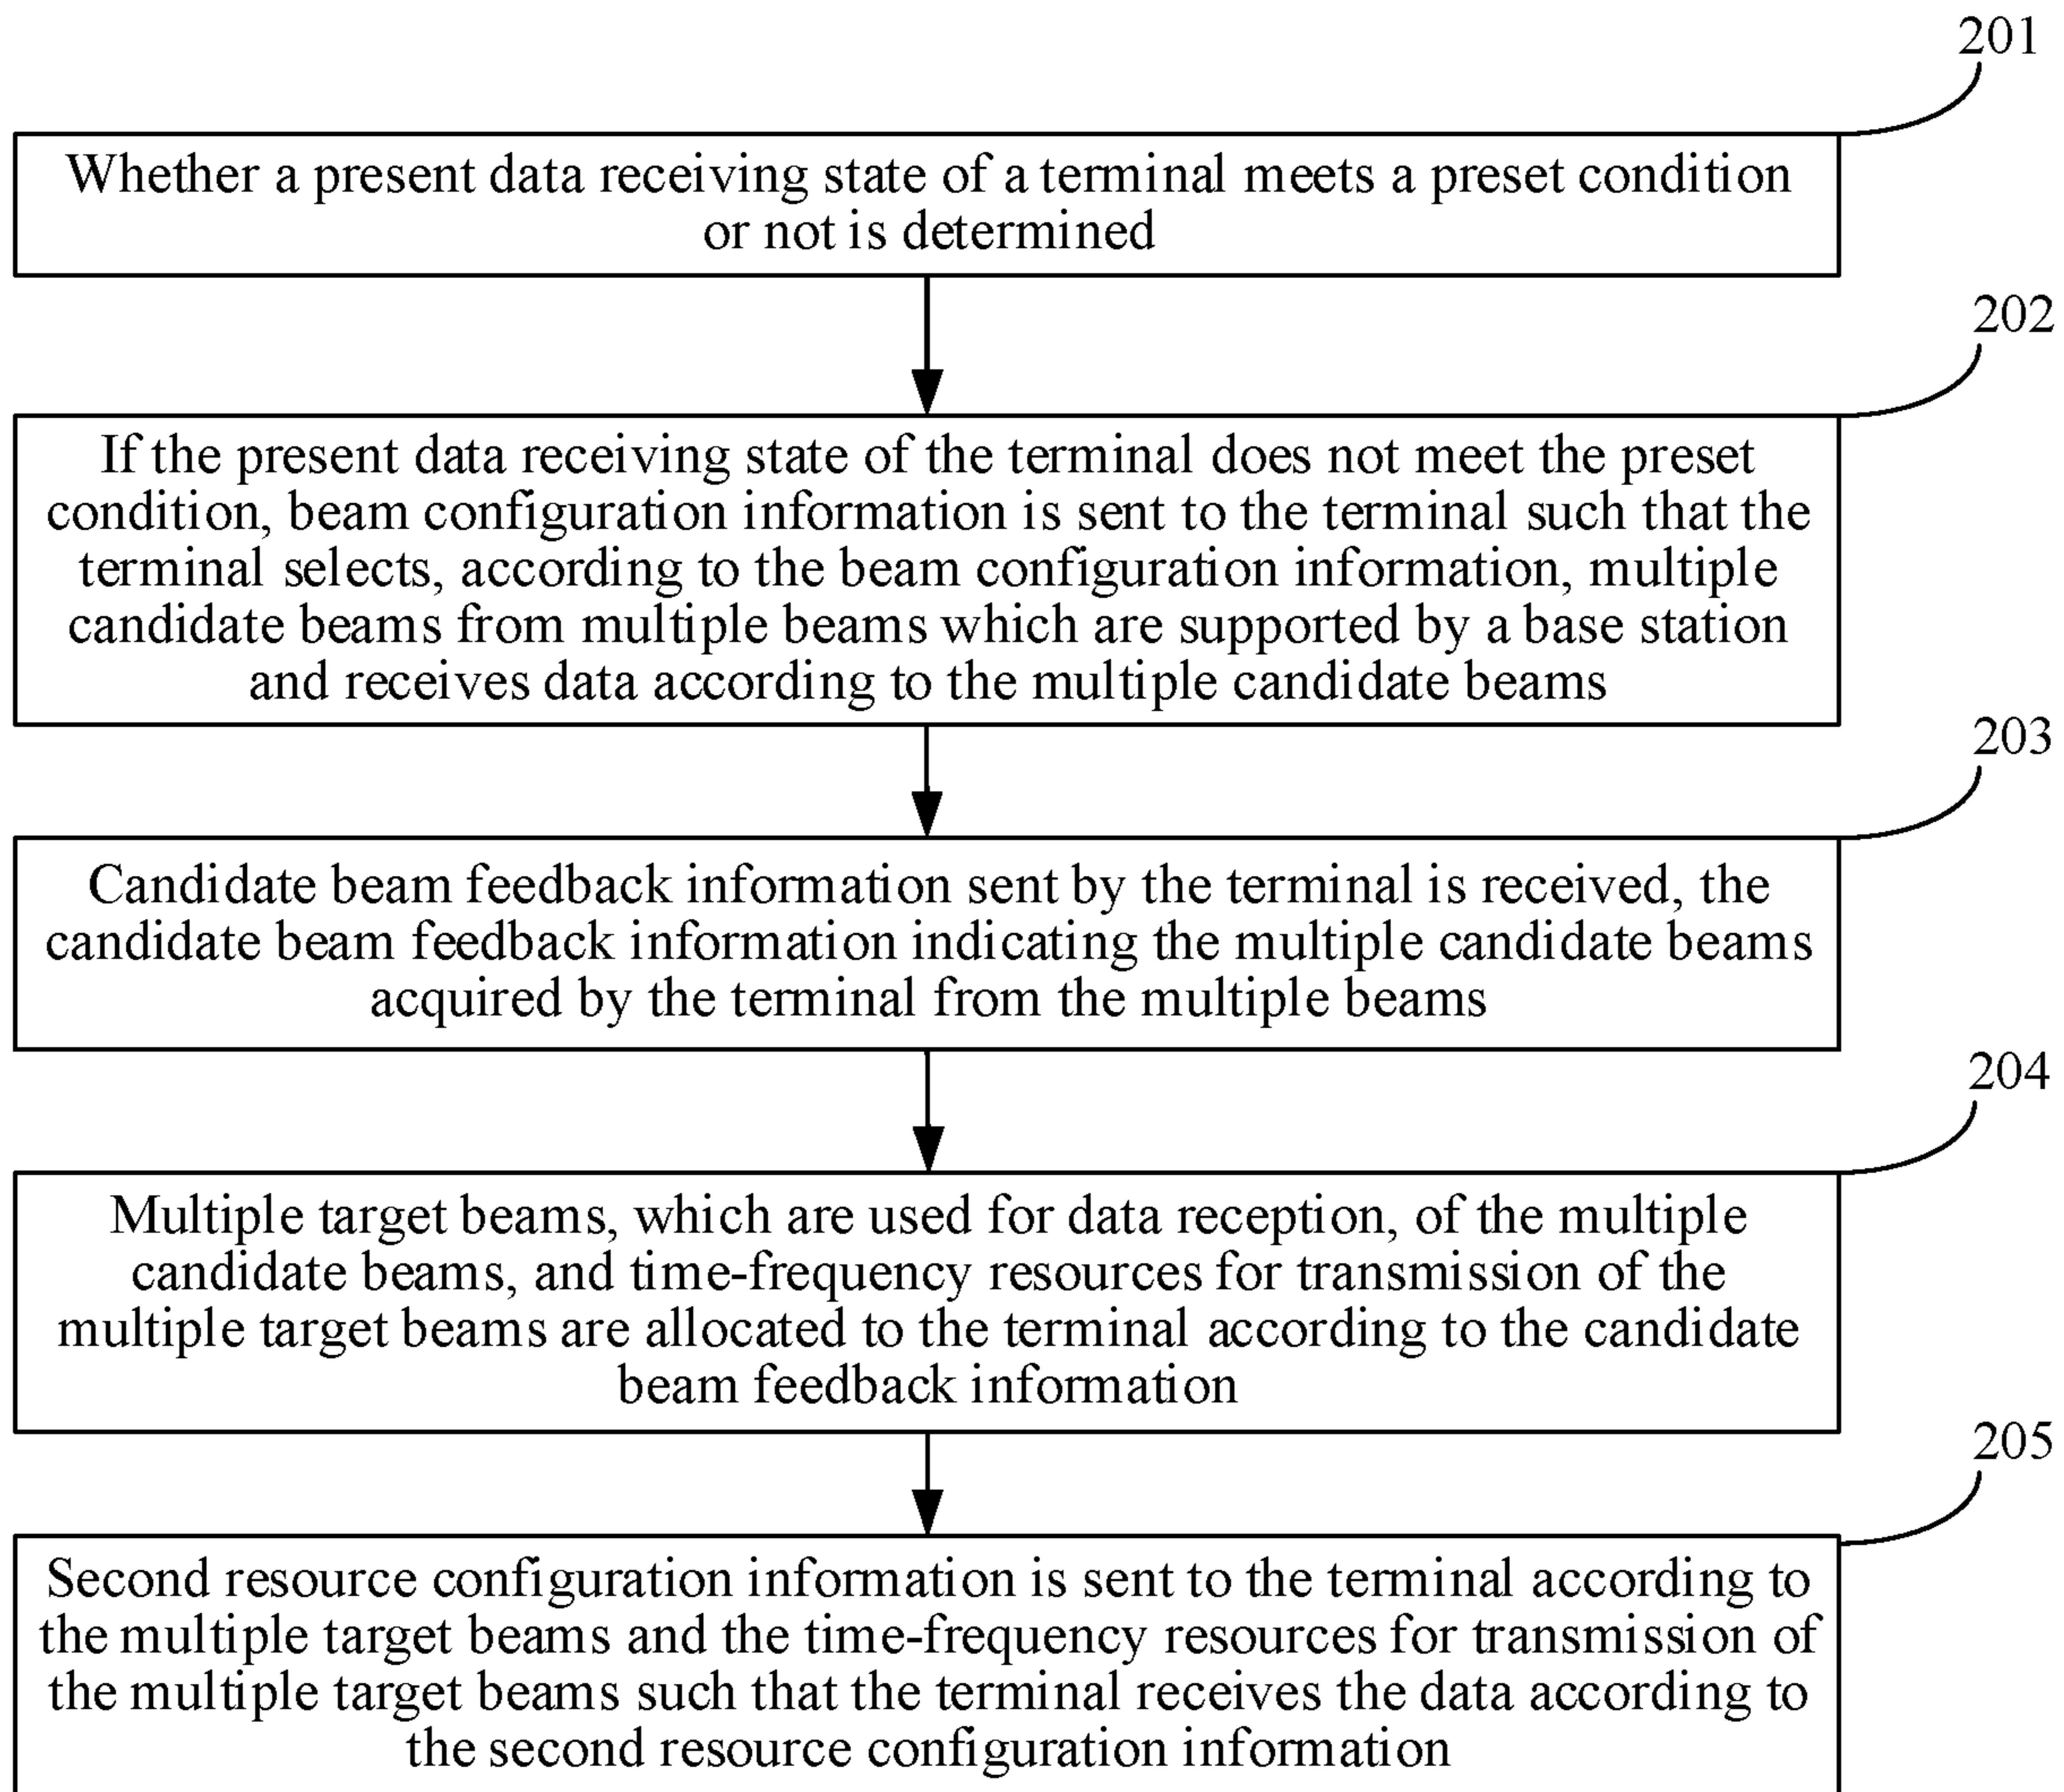 201
Whether a present data receiving state of a terminal meets a preset condition
or not is determined
202
If the present data receiving state of the terminal does not meet the preset
condition, beam configuration information is sent to the terminal such that the
terminal selects, according to the beam configuration information, multiple
candidate beams from multiple beams which are supported by a base station
and receives data according to the multiple candidate beams
203
Candidate beam feedback information sent by the terminal is received, the
candidate beam feedback information indicating the multiple candidate beams
acquired by the terminal from the multiple beams
204
Multiple target beams, which are used for data reception, of the multiple
candidate beams, and time-frequency resources for transmission of the
multiple target beams are allocated to the terminal according to the candidate
beam feedback information
205
Second resource configuration information is sent to the terminal according to
the multiple target beams and the time-frequency resources for transmission of
the multiple target beams such that the terminal receives the data according to
the second resource configuration information